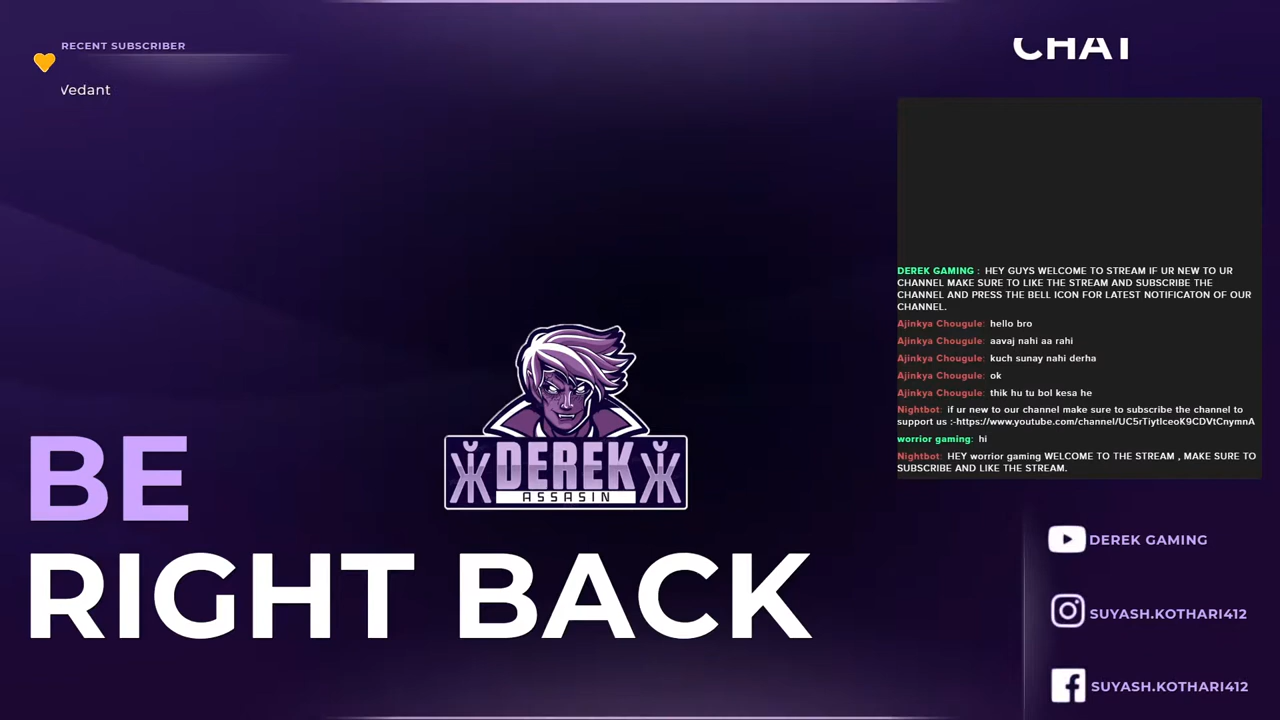 RECENT SUBSCRIBER
Vedant
CHAT
DEREK GAMING : HEY GUYS WELCOME TO STREAM IF UR NEW TO UR
CHANNEL MAKE SURE TO LIKE THE STREAM AND SUBSCRIBE THE
CHANNEL AND PRESS THE BELL ICON FOR LATEST NOTIFICATON OF OUR
CHANNEL.
Ajinkya Chougule: hello bro
Ajinkya Chougule: aavaj nahi aa rahi
Ajinkya Chougule: kuch sunay nahi derha
Ajinkya Chougule: ok
Ajinkya Chougule: thik hu tu bol kesa he
Nightbot: if ur new to our channel make sure to subscribe the channel to
support us :-https://www.youtube.com/channel/UC5rTiytIceoK9CDVtCnymnA
worrior gaming: hi
Nightbot: HEY worrior gaming WELCOME TO THE STREAM , MAKE SURE TO
SUBSCRIBE AND LIKE THE STREAM.
DEREK
ASSASIN
BE
RIGHT BACK
DEREK GAMING
SUYASH.KOTHARI412
SUYASH.KOTHARI412